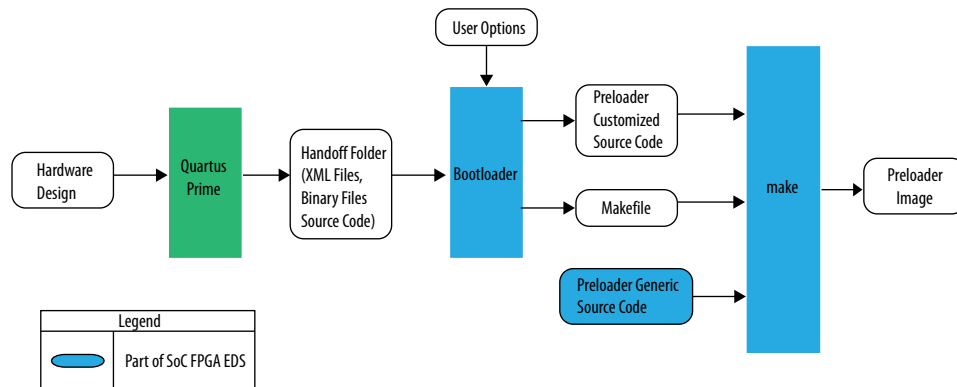 User Options
Hardware
Design
Quartus
Prime
Handoff Folder
(XML Files,
Binary Files
Source Code)
Bootloader
Preloader
Customized
Source Code
Makefile
Preloader Generic
Source Code
make
Preloader
Image
Legend
Part of SoC FPGA EDS